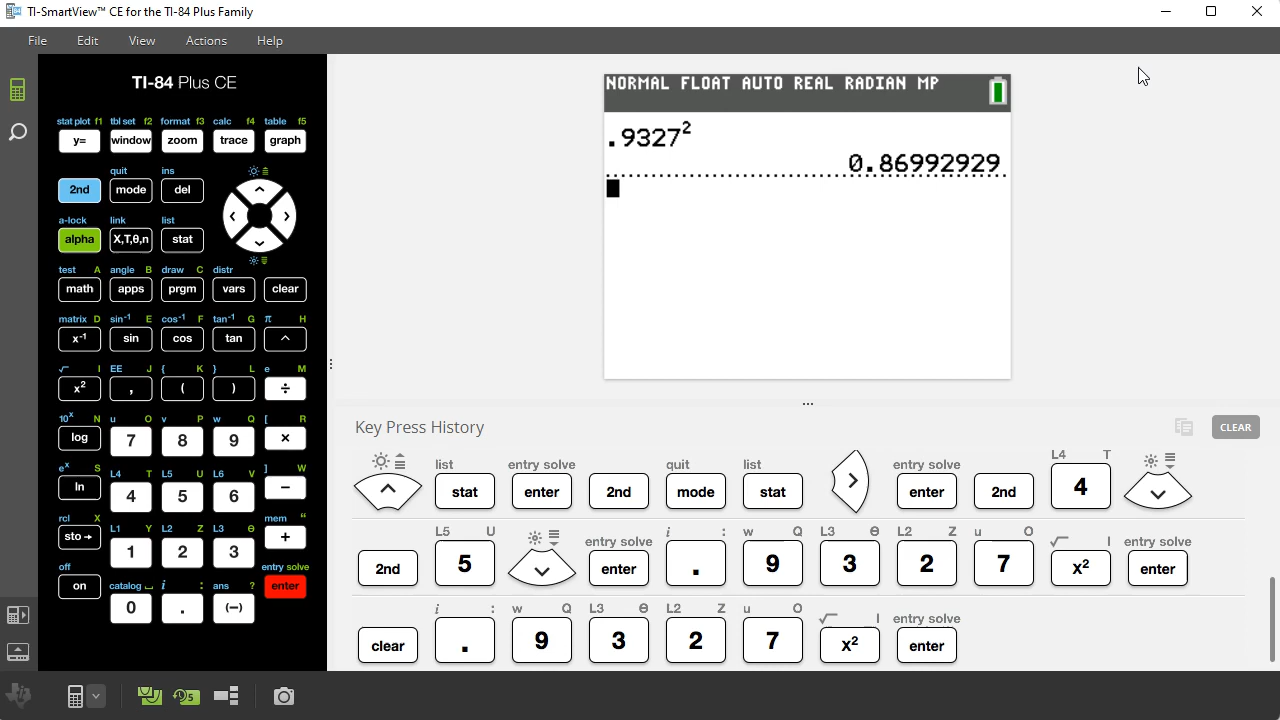 TI-SmartView™ CE for the TI-84 Plus Family
File Edit View Actions Help
TI-84 Plus CE
stat plot f1 tbl set f2 format f3 calc f4 table f5
y= window zoom trace graph
quit ins
2nd mode del
a-lock link list
alpha X,T,θ,n stat
test A angle B draw C distr
math apps prgm vars clear
matrix D sin⁻¹ E cos⁻¹ F tan⁻¹ G π H
x⁻¹ sin cos tan ^
√ I EE J { K } L e M
x² , ( ) ÷
10ˣ N u O v P w Q [ R
log 7 8 9 ×
eˣ S L4 T L5 U L6 V ] W
ln 4 5 6 −
rcl X L1 Y L2 Z L3 θ mem “
sto→ 1 2 3 +
off catalog ⎵ i : ans ? entry solve
on 0 . (−) enter
NORMAL FLOAT AUTO REAL RADIAN MP
.9327²
0.86992929
Key Press History
CLEAR
list entry solve quit list entry solve L4 T
stat enter 2nd mode stat > enter 2nd 4
L5 U entry solve i : w Q L3 θ L2 Z u O √ I entry solve
2nd 5 enter . 9 3 2 7 x² enter
i : w Q L3 θ L2 Z u O √ I entry solve
clear . 9 3 2 7 x² enter
5